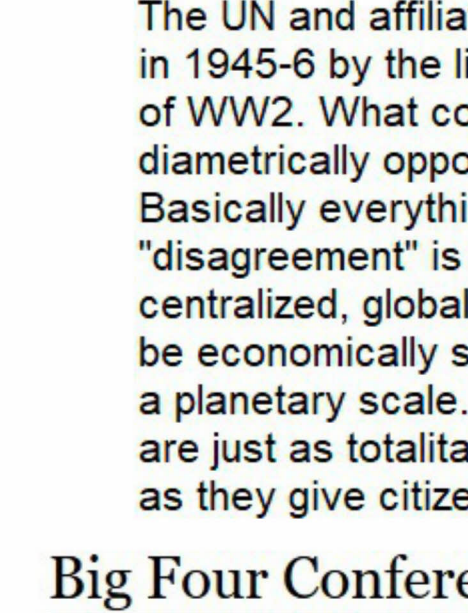 The UN and affilia
in 1945-6 by the li
of WW2. What co
diametrically oppo
Basically everythi
"disagreement" is
centralized, global
be economically s
a planetary scale.
are just as totalita
as they give citize
Big Four Confere